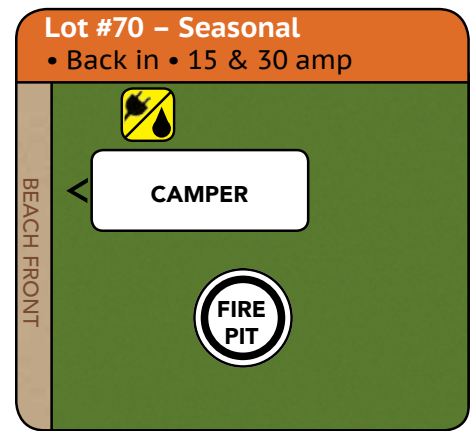 Lot #70 – Seasonal
• Back in • 15 & 30 amp
BEACH FRONT
CAMPER
FIRE
PIT